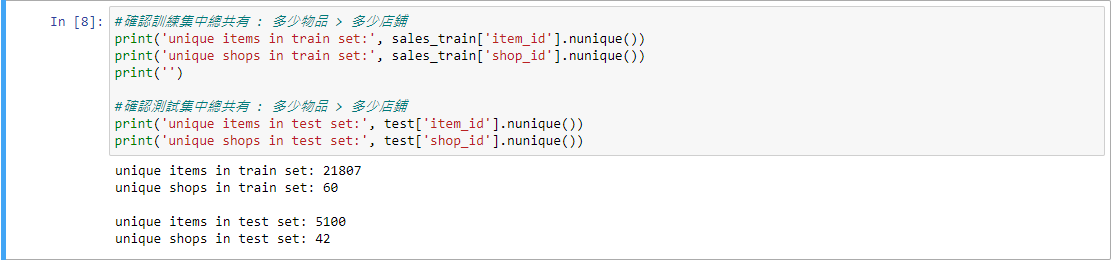 In [8]:
#確認訓練集中總共有 : 多少物品 > 多少店鋪
print('unique items in train set:', sales_train['item_id'].nunique())
print('unique shops in train set:', sales_train['shop_id'].nunique())
print('')
#確認測試集中總共有 : 多少物品 > 多少店鋪
print('unique items in test set:', test['item_id'].nunique())
print('unique shops in test set:', test['shop_id'].nunique())
unique items in train set: 21807
unique shops in train set: 60
unique items in test set: 5100
unique shops in test set: 42